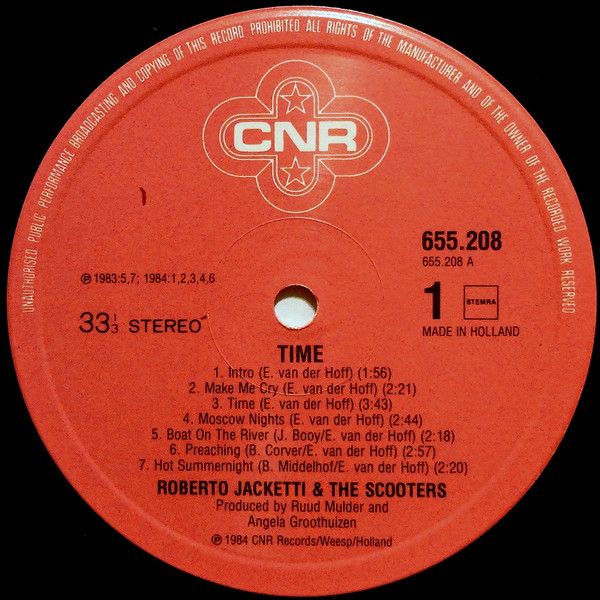 UNAUTHORISED PUBLIC PERFORMANCE BROADCASTING AND COPYING OF THIS RECORD PROHIBITED ALL RIGHTS OF THE MANUFACTURER AND OF THE OWNER OF THE RECORDED WORK RESERVED
CNR
655.208
655.208 A
℗ 1983:5,7; 1984:1,2,3,4,6
1
STEMRA
33⅓ STEREO
MADE IN HOLLAND
TIME
1. Intro (E. van der Hoff) (1:56)
2. Make Me Cry (E. van der Hoff) (2:21)
3. Time (E. van der Hoff) (3:43)
4. Moscow Nights (E. van der Hoff) (2:44)
5. Boat On The River (J. Booy/E. van der Hoff) (2:18)
6. Preaching (B. Corver/E. van der Hoff) (2:57)
7. Hot Summernight (B. Middelhof/E. van der Hoff) (2:20)
ROBERTO JACKETTI & THE SCOOTERS
Produced by Ruud Mulder and
Angela Groothuizen
℗ 1984 CNR Records/Weesp/Holland